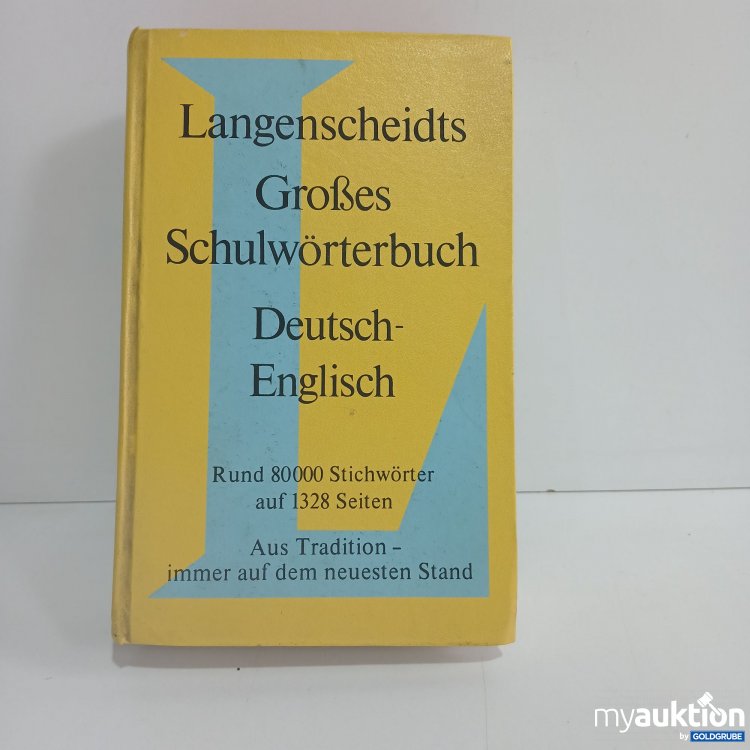 Langenscheidts
Großes
Schulwörterbuch
Deutsch-
Englisch
Rund 80000 Stichwörter
auf 1328 Seiten
Aus Tradition –
immer auf dem neuesten Stand
myauktion
by GOLDGRUBE